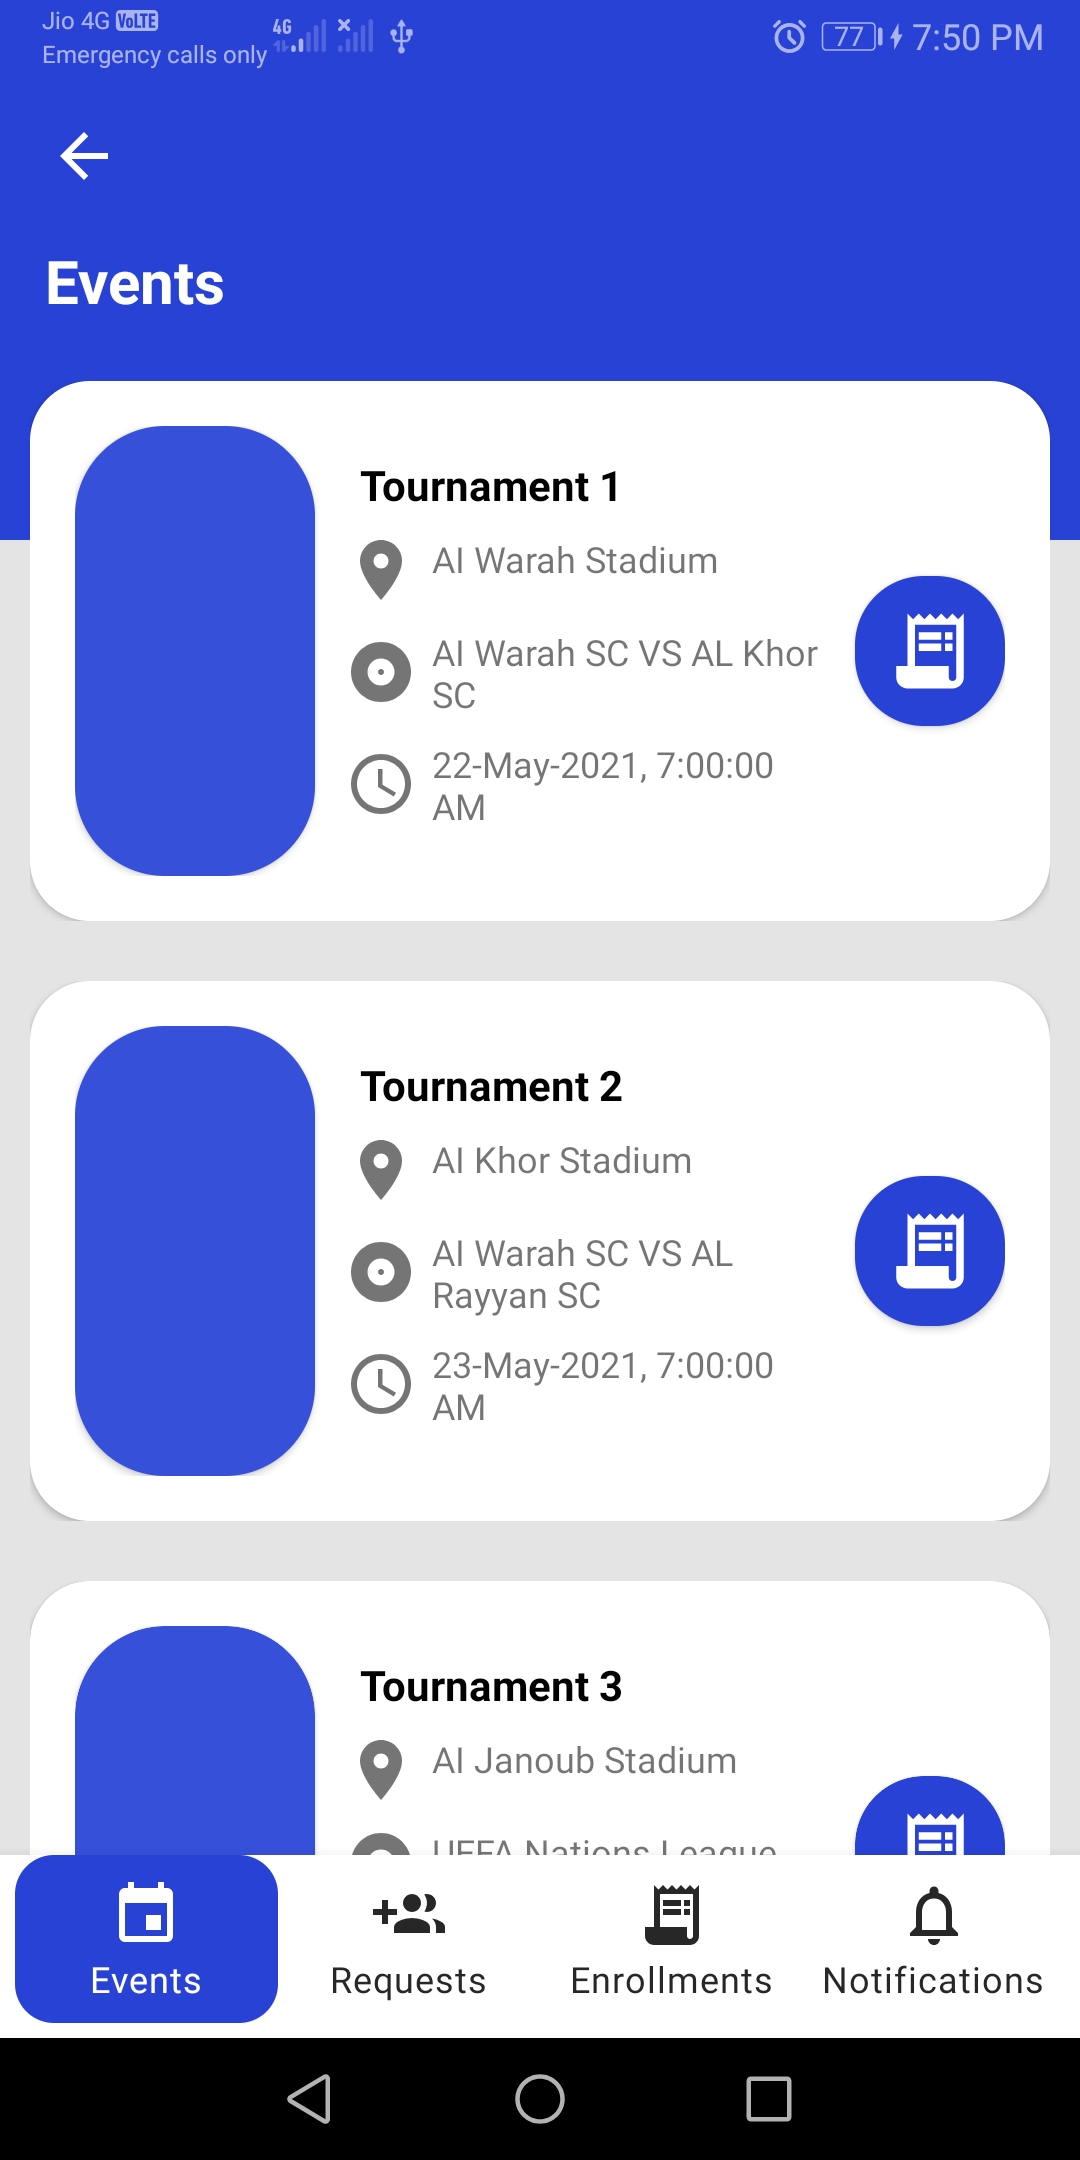 Jio 4G VoLTE
Emergency calls only
4G
77
7:50 PM
Events
Tournament 1
Al Warah Stadium
Al Warah SC VS AL Khor
SC
22-May-2021, 7:00:00
AM
Tournament 2
Al Khor Stadium
Al Warah SC VS AL
Rayyan SC
23-May-2021, 7:00:00
AM
Tournament 3
Al Janoub Stadium
UEFA Nations League
Events
Requests
Enrollments
Notifications